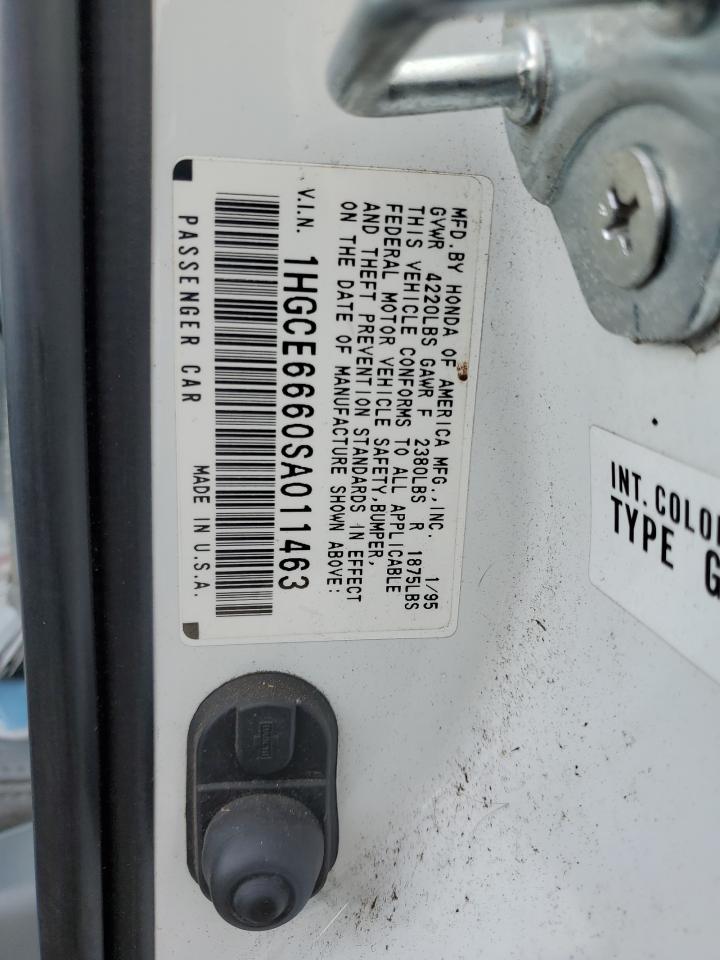 MFD. BY HONDA OF AMERICA MFG., INC. 1/95
GVWR 4220LBS GAWR F 2380LBS R 1875LBS
THIS VEHICLE CONFORMS TO ALL APPLICABLE
FEDERAL MOTOR VEHICLE SAFETY, BUMPER,
AND THEFT PREVENTION STANDARDS IN EFFECT
ON THE DATE OF MANUFACTURE SHOWN ABOVE:
V.I.N. 1HGCE6660SA011463
PASSENGER CAR MADE IN U.S.A.
INT. COLO
TYPE G